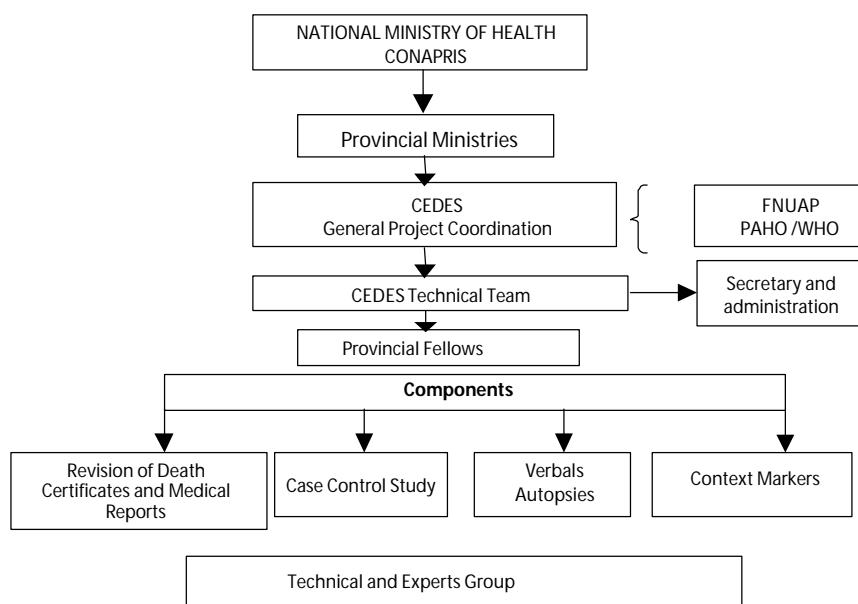 NATIONAL MINISTRY OF HEALTH
CONAPRIS
Provincial Ministries
CEDES
General Project Coordination
FNUAP
PAHO /WHO
CEDES Technical Team
Secretary and
administration
Provincial Fellows
Components
Revision of Death
Certificates and Medical
Reports
Case Control Study
Verbals
Autopsies
Context Markers
Technical and Experts Group